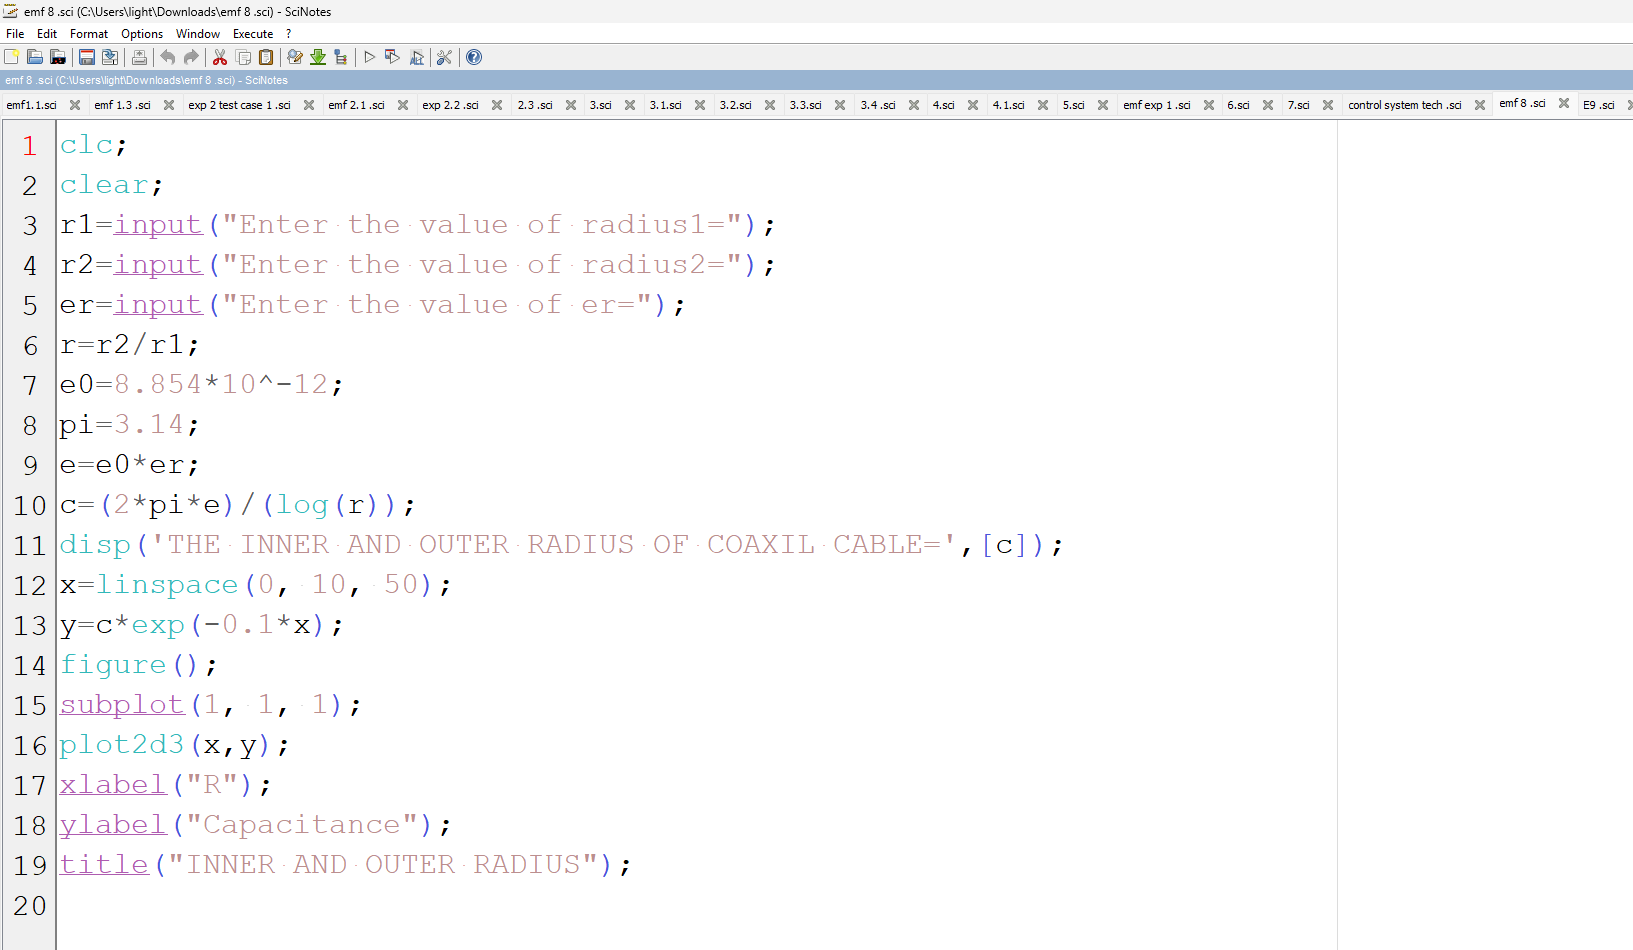 emf 8 .sci (C:\Users\light\Downloads\emf 8 .sci) - SciNotes
File Edit Format Options Window Execute ?
emf 8 .sci (C:\Users\light\Downloads\emf 8 .sci) - SciNotes
emf1.1.sci emf 1.3 .sci exp 2 test case 1 .sci emf 2.1 .sci exp 2.2 .sci 2.3 .sci 3.sci 3.1.sci 3.2.sci 3.3.sci 3.4 .sci 4.sci 4.1.sci 5.sci emf exp 1 .sci 6.sci 7.sci control system tech .sci emf 8 .sci E9 .sci
1 clc;
2 clear;
3 r1=input("Enter the value of radius1=");
4 r2=input("Enter the value of radius2=");
5 er=input("Enter the value of er=");
6 r=r2/r1;
7 e0=8.854*10^-12;
8 pi=3.14;
9 e=e0*er;
10 c=(2*pi*e)/(log(r));
11 disp('THE INNER AND OUTER RADIUS OF COAXIL CABLE=',[c]);
12 x=linspace(0, 10, 50);
13 y=c*exp(-0.1*x);
14 figure();
15 subplot(1, 1, 1);
16 plot2d3(x,y);
17 xlabel("R");
18 ylabel("Capacitance");
19 title("INNER AND OUTER RADIUS");
20